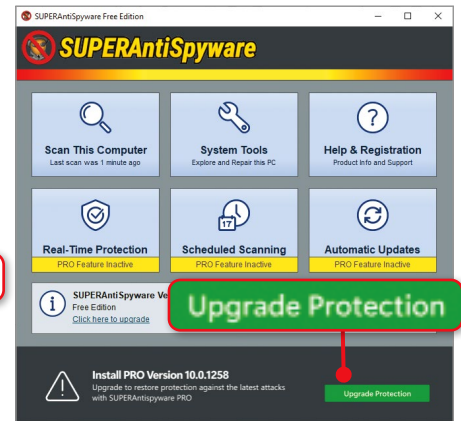 SUPERAntiSpyware Free Edition
SUPERAntiSpyware
Scan This Computer
Last scan was 1 minute ago
System Tools
Explore and Repair this PC
Help & Registration
Product Info and Support
17
Real-Time Protection
PRO Feature Inactive
Scheduled Scanning
PRO Feature Inactive
Automatic Updates
PRO Feature Inactive
SUPERAntiSpyware Ve
Free Edition
Click here to upgrade
Upgrade Protection
Install PRO Version 10.0.1258
Upgrade to restore protection against the latest attacks
with SUPERAntispyware PRO
Upgrade Protection